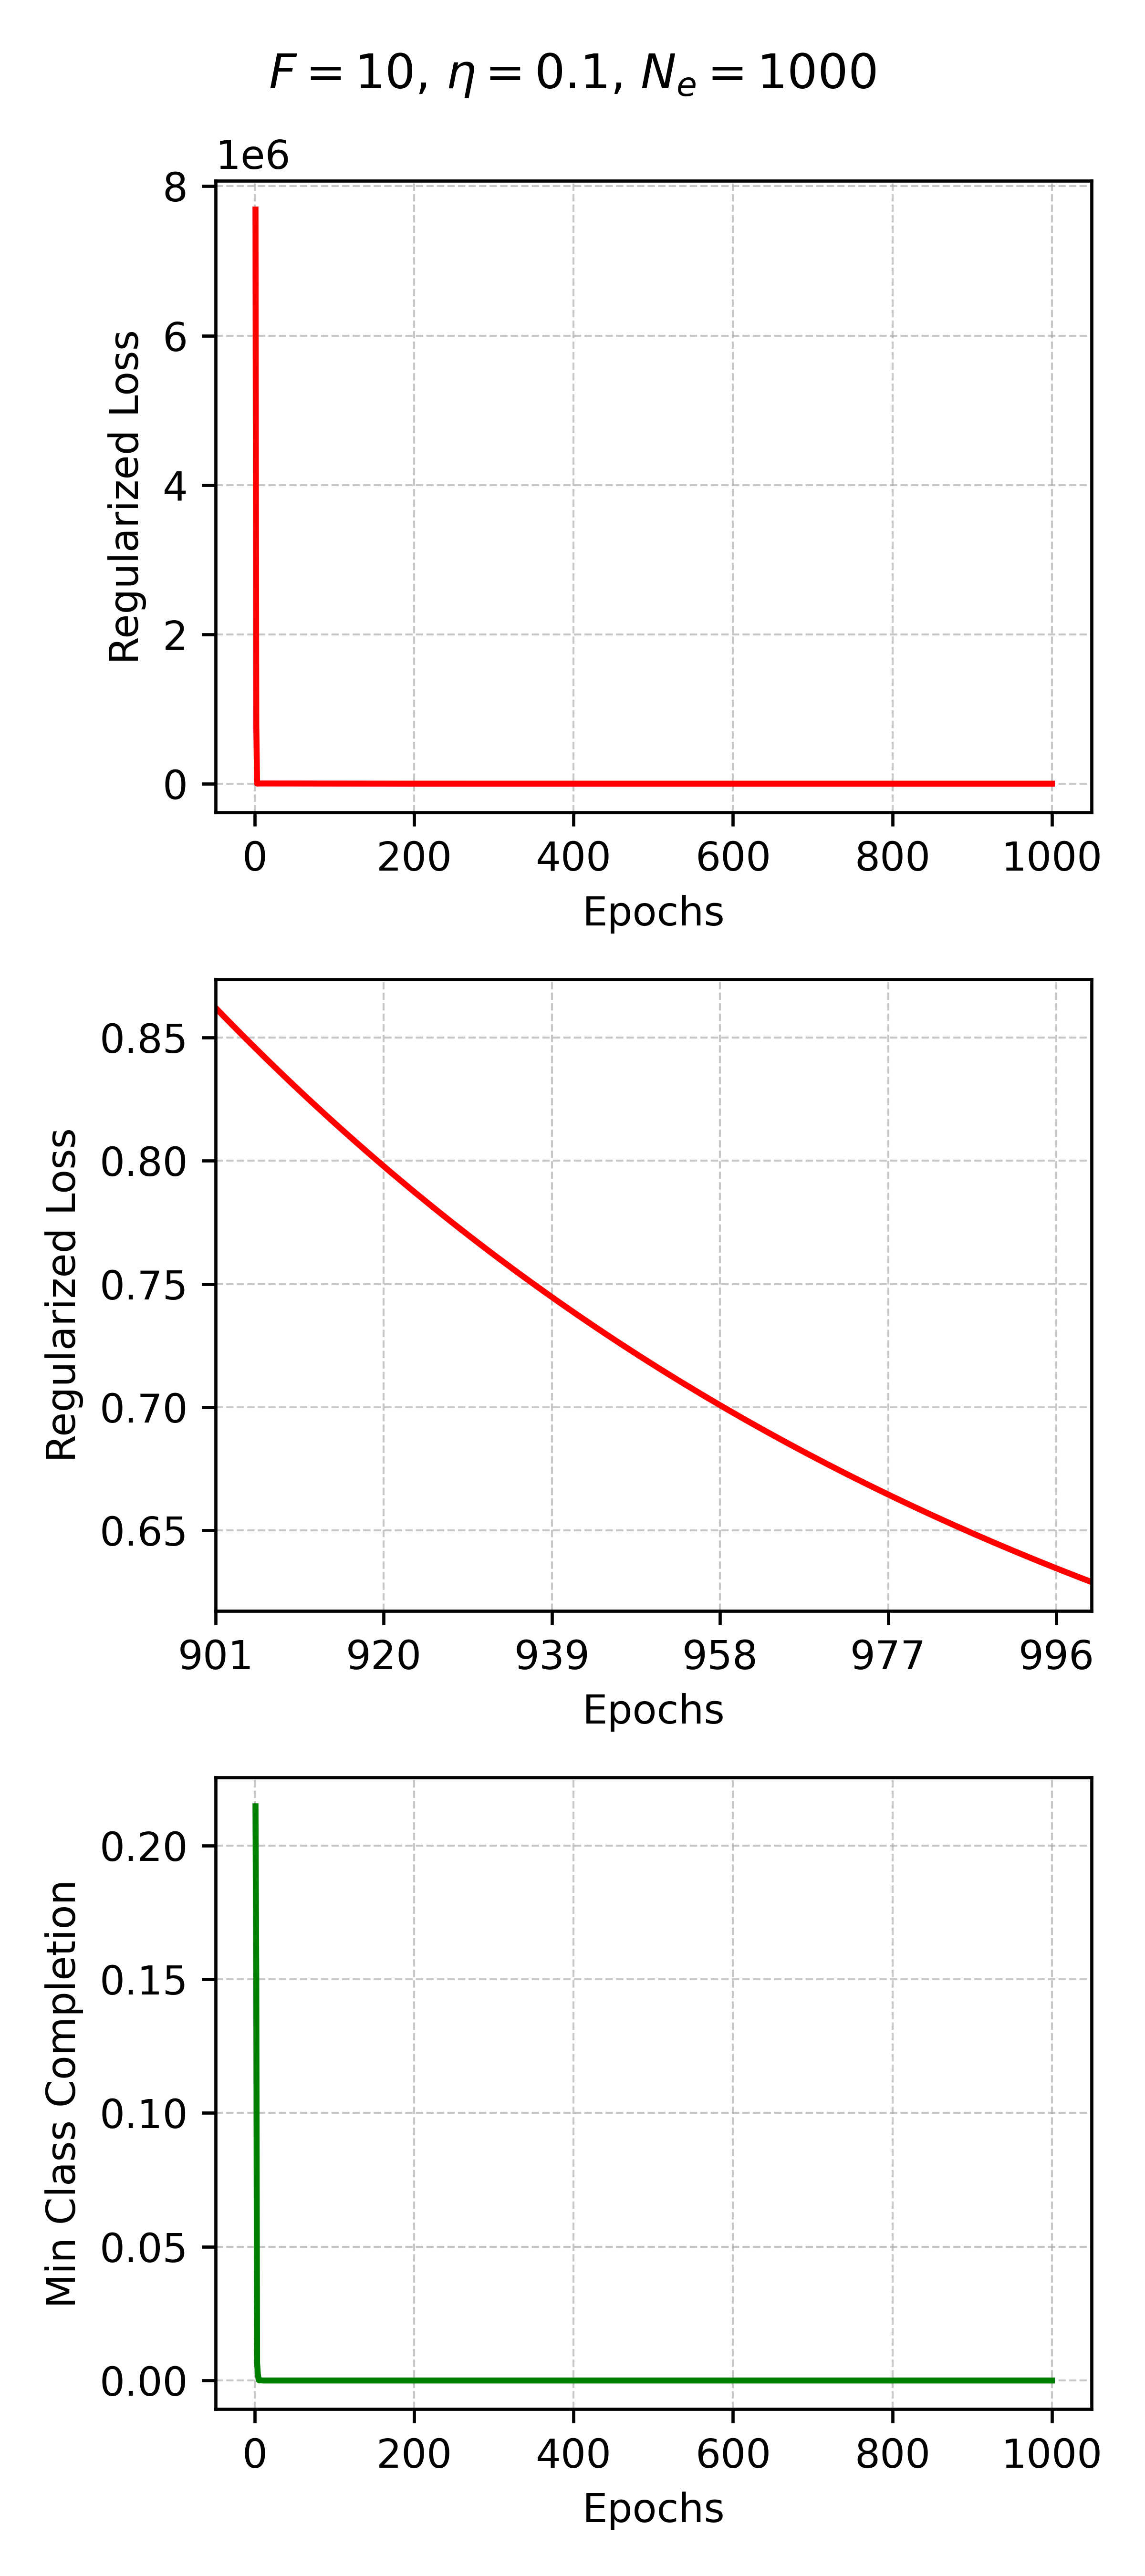 F = 10, η = 0.1, Nₑ = 1000
1e6
8
6
4
2
0
Regularized Loss
0 200 400 600 800 1000
Epochs
0.85
0.80
0.75
0.70
0.65
Regularized Loss
901 920 939 958 977 996
Epochs
0.20
0.15
0.10
0.05
0.00
Min Class Completion
0 200 400 600 800 1000
Epochs